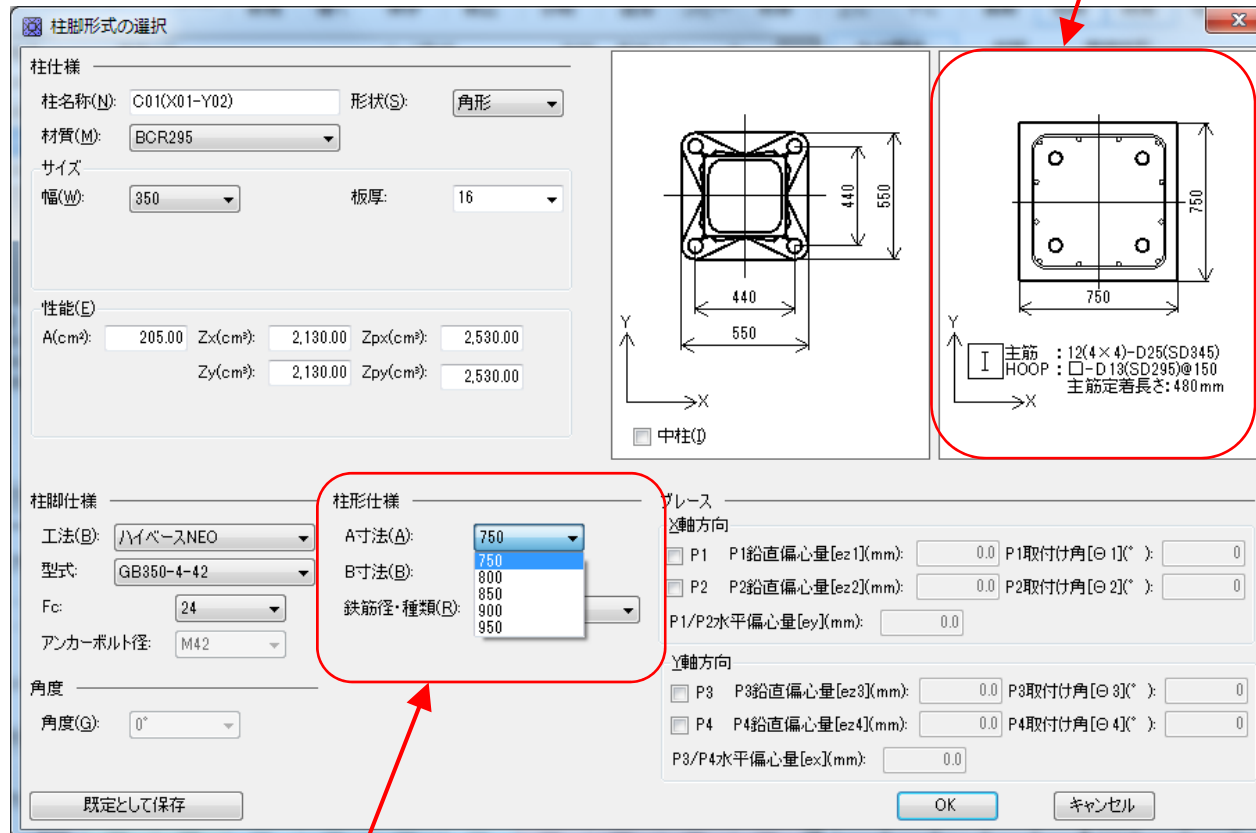 柱脚形式の選択
柱仕様
柱名称(N): C01(X01-Y02) 形状(S): 角形
材質(M): BCR295
サイズ
幅(W): 350 板厚: 16
性能(E)
A(cm²): 205.00 Zx(cm³): 2,130.00 Zpx(cm³): 2,530.00
Zy(cm³): 2,130.00 Zpy(cm³): 2,530.00
440
550
440
550
Y
X
中柱(I)
750
750
Y
X
I 主筋 : 12(4×4)-D25(SD345)
HOOP : □-D13(SD295)@150
主筋定着長さ: 480mm
柱脚仕様
工法(B): ハイベースNEO
型式: GB350-4-42
Fc: 24
アンカーボルト径: M42
角度
角度(G): 0°
柱形仕様
A寸法(A): 750
750
800
850
900
950
B寸法(B):
鉄筋径・種類(R):
ブレース
X軸方向
P1 P1鉛直偏心量[ez1](mm): 0.0 P1取付け角[Θ1](°): 0
P2 P2鉛直偏心量[ez2](mm): 0.0 P2取付け角[Θ2](°): 0
P1/P2水平偏心量[ey](mm): 0.0
Y軸方向
P3 P3鉛直偏心量[ez3](mm): 0.0 P3取付け角[Θ3](°): 0
P4 P4鉛直偏心量[ez4](mm): 0.0 P4取付け角[Θ4](°): 0
P3/P4水平偏心量[ex](mm): 0.0
既定として保存 OK キャンセル